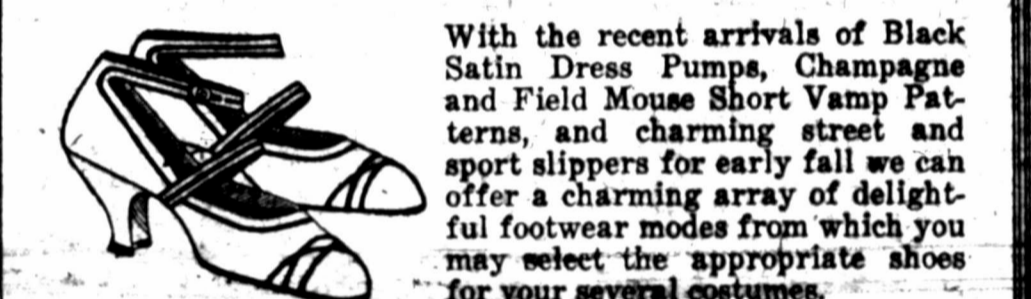 With the recent arrivals of Black
Satin Dress Pumps, Champagne
and Field Mouse Short Vamp Pat-
terns, and charming street and
sport slippers for early fall we can
offer a charming array of delight-
ful footwear modes from which you
may select the appropriate shoes
for your several costumes.